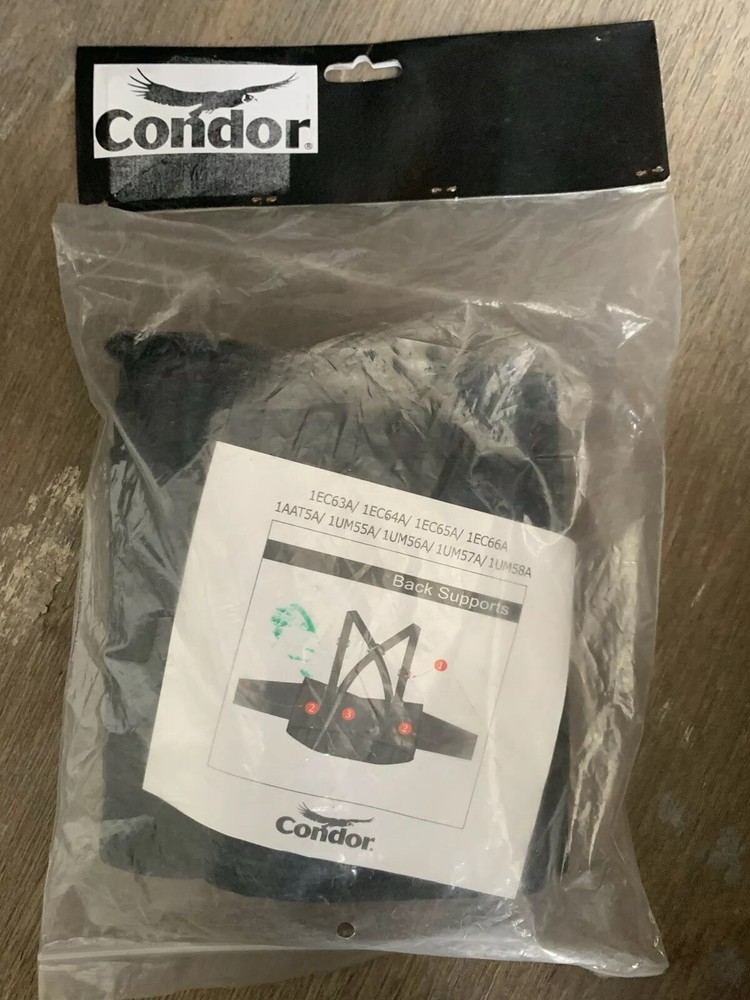 Condor®
1EC63A/ 1EC64A/ 1EC65A/ 1EC66A
1AAT5A/ 1UM55A/ 1UM56A/ 1UM57A/ 1UM58A
Back Supports
1
2 3 2
Condor